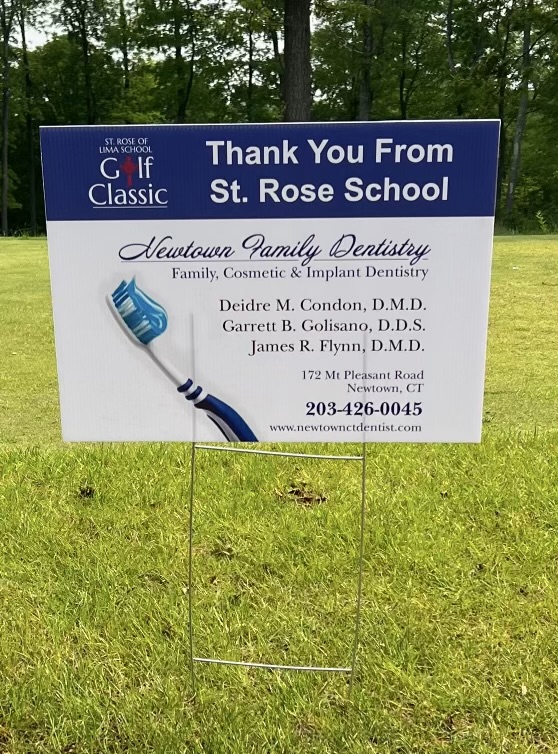 ST. ROSE OF
LIMA SCHOOL
Golf
Classic
Thank You From
St. Rose School
Newtown Family Dentistry
Family, Cosmetic & Implant Dentistry
Deidre M. Condon, D.M.D.
Garrett B. Golisano, D.D.S.
James R. Flynn, D.M.D.
172 Mt Pleasant Road
Newtown, CT
203-426-0045
www.newtownctdentist.com